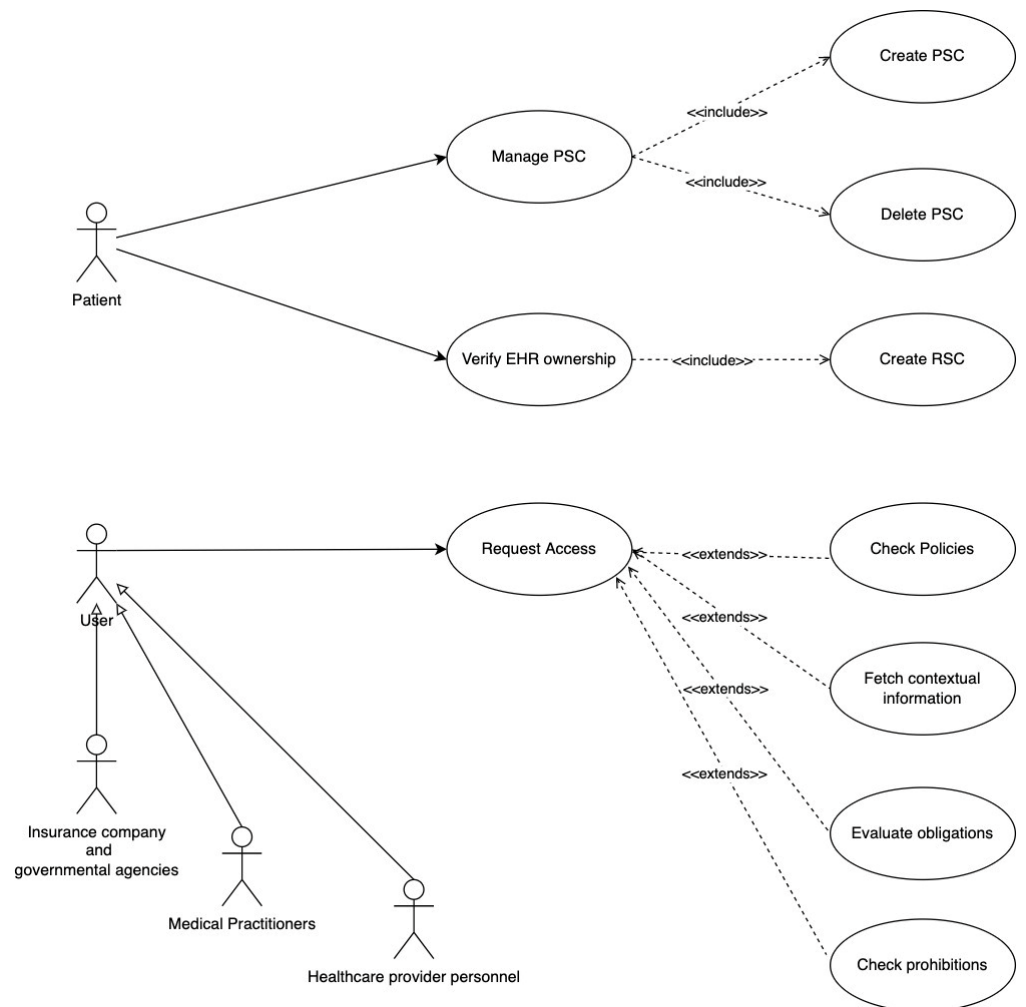 Create PSC
<<include>>
Manage PSC
<<include>>
Delete PSC
Patient
Verify EHR ownership
<<include>>
Create RSC
Request Access
<<extends>>
Check Policies
User
<<extends>>
Fetch contextual
information
<<extends>>
<<extends>>
Insurance company
and
governmental agencies
Evaluate obligations
Medical Practitioners
Healthcare provider personnel
Check prohibitions